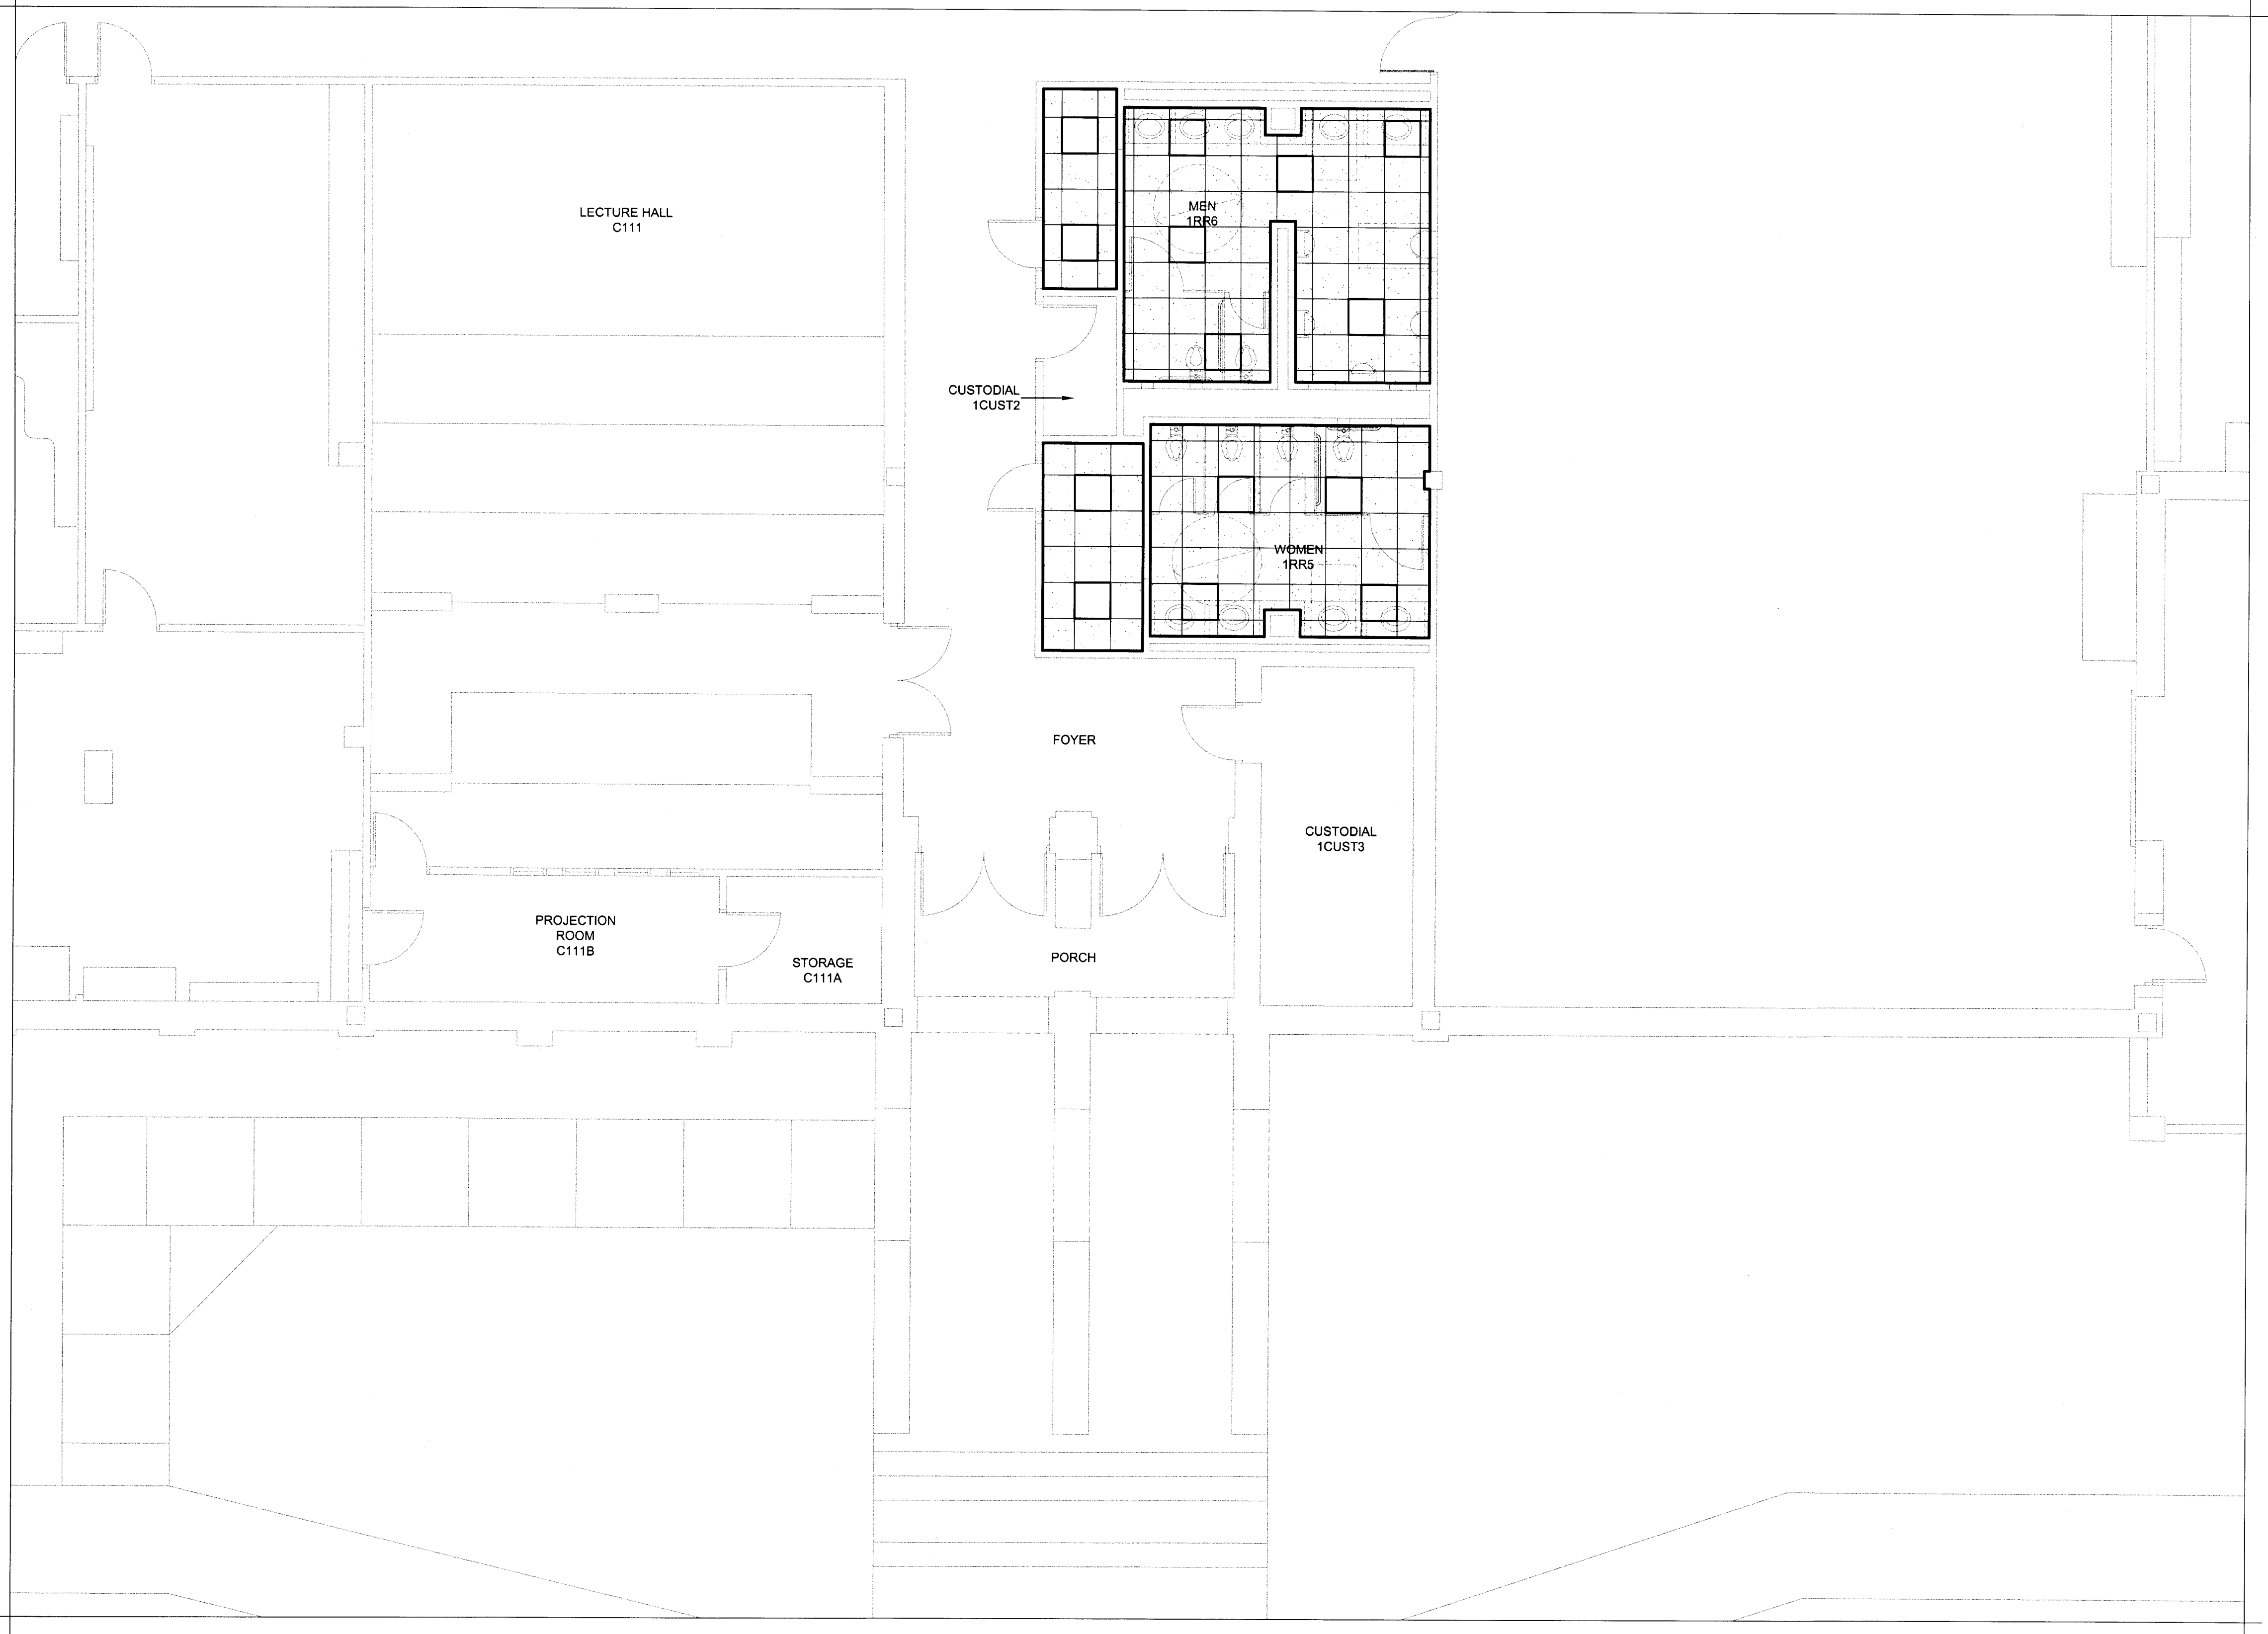 LECTURE HALL
C111
MEN
1RR6
CUSTODIAL
1CUST2
WOMEN
1RR5
FOYER
CUSTODIAL
1CUST3
PROJECTION
ROOM
C111B
STORAGE
C111A
PORCH